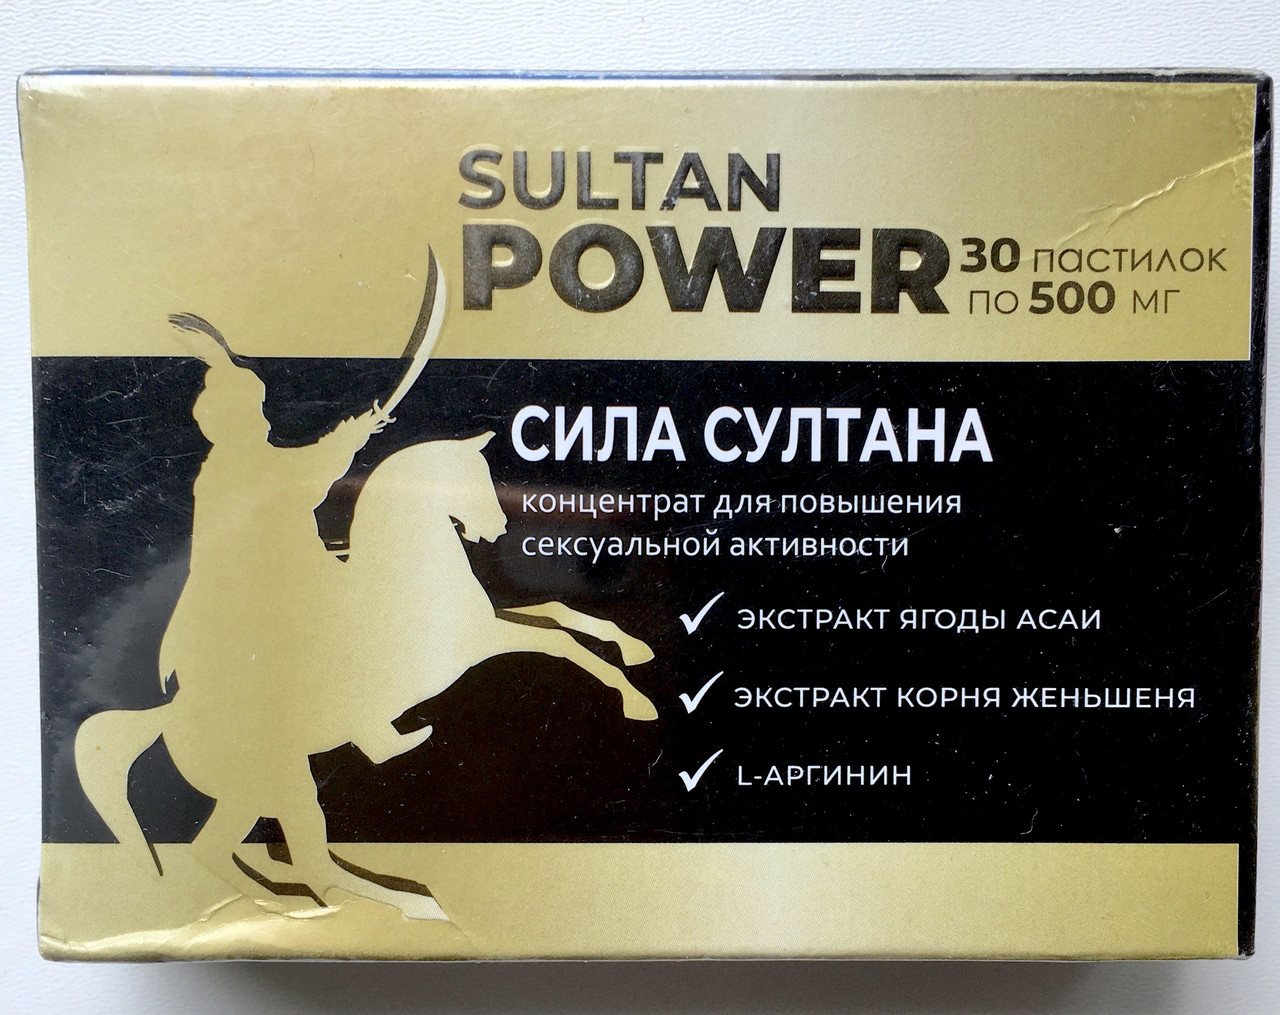 SULTAN
POWER
30 пастилок
по 500 мг
СИЛА СУЛТАНА
концентрат для повышения
сексуальной активности
ЭКСТРАКТ ЯГОДЫ АСАИ
ЭКСТРАКТ КОРНЯ ЖЕНЬШЕНЯ
L-АРГИНИН